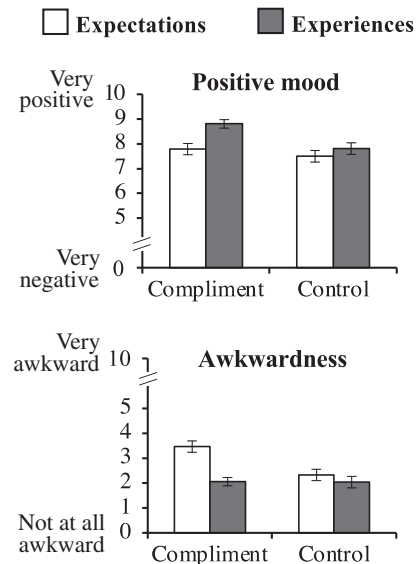 Expectations Experiences
Positive mood
Very
positive
10
9
8
7
6
5
0
Very
negative
Compliment Control
Awkwardness
Very
awkward
10
5
4
3
2
1
0
Not at all
awkward
Compliment Control